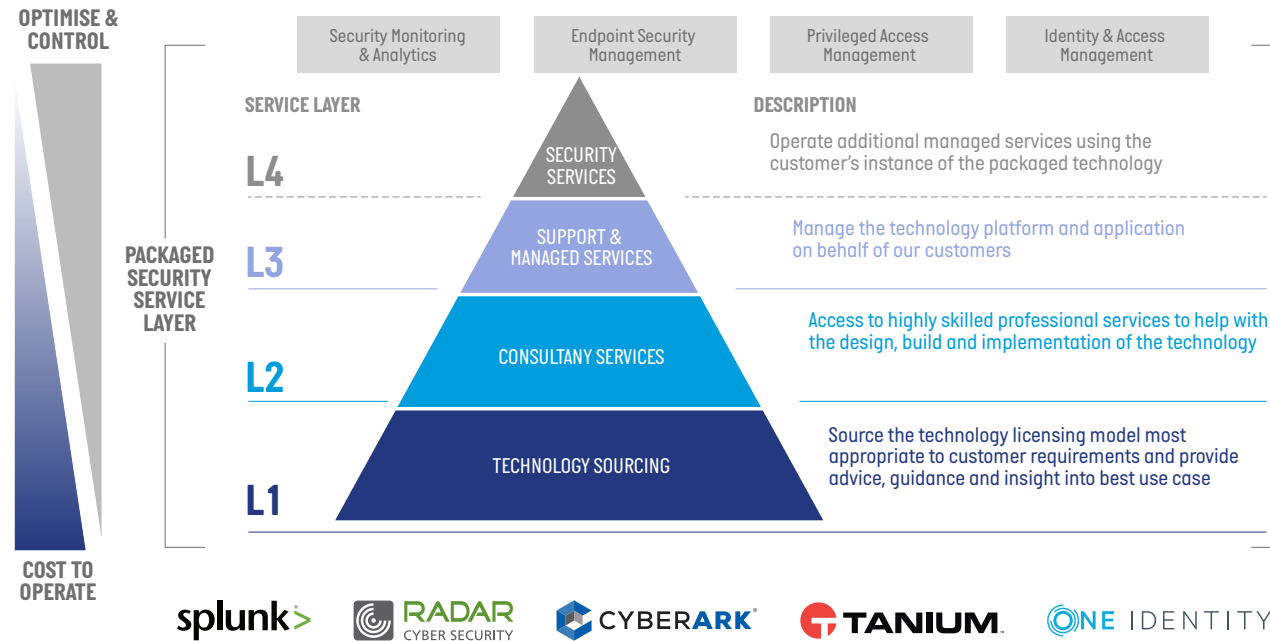 OPTIMISE &
CONTROL
Security Monitoring
& Analytics
Endpoint Security
Management
Privileged Access
Management
Identity & Access
Management
SERVICE LAYER
DESCRIPTION
L4
SECURITY
SERVICES
Operate additional managed services using the
customer's instance of the packaged technology
PACKAGED
SECURITY
SERVICE
LAYER
L3
SUPPORT &
MANAGED SERVICES
Manage the technology platform and application
on behalf of our customers
L2
CONSULTANY SERVICES
Access to highly skilled professional services to help with
the design, build and implementation of the technology
L1
TECHNOLOGY SOURCING
Source the technology licensing model most
appropriate to customer requirements and provide
advice, guidance and insight into best use case
COST TO
OPERATE
splunk>
RADAR
CYBER SECURITY
CYBERARK®
TANIUM
ONE IDENTITY